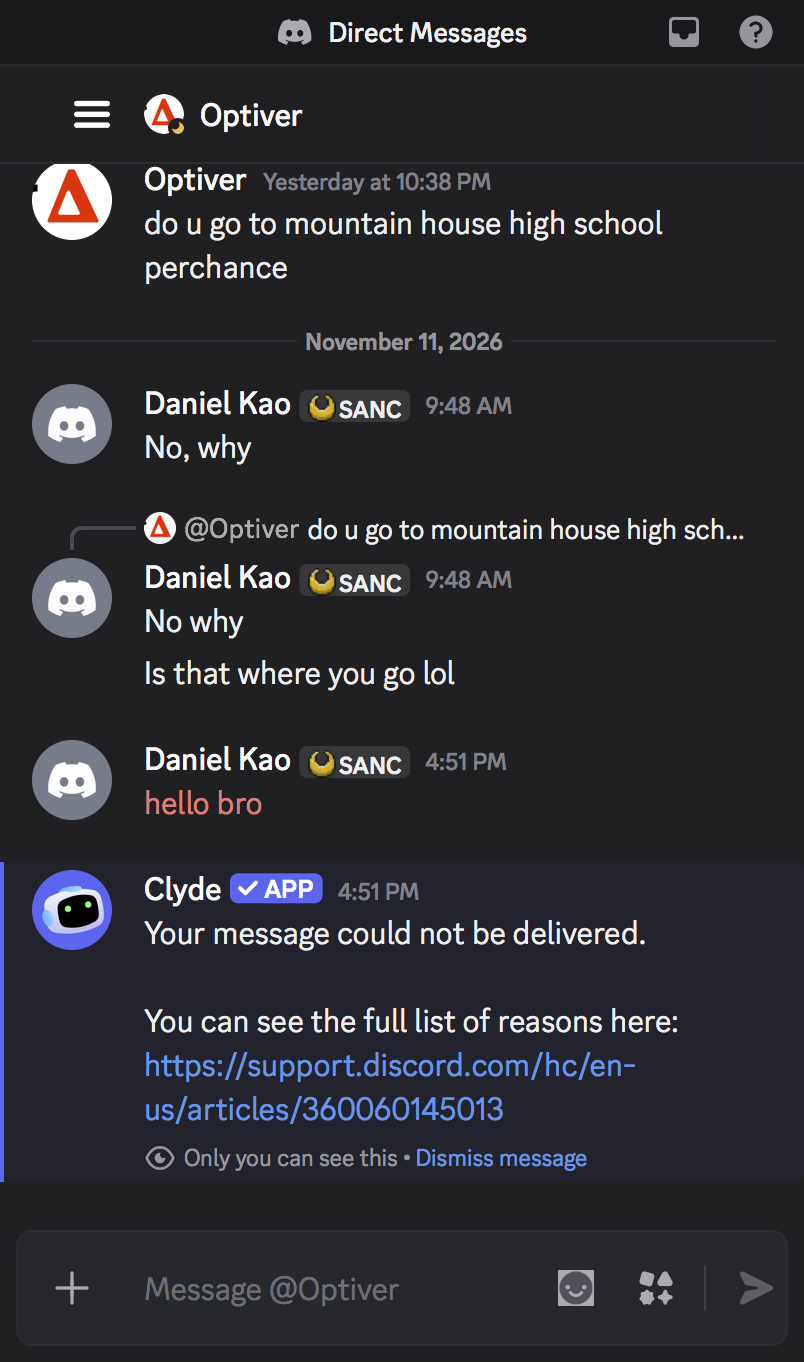 Direct Messages
Optiver
Optiver Yesterday at 10:38 PM
do u go to mountain house high school
perchance
November 11, 2026
Daniel Kao SANC 9:48 AM
No, why
@Optiver do u go to mountain house high sch...
Daniel Kao SANC 9:48 AM
No why
Is that where you go lol
Daniel Kao SANC 4:51 PM
hello bro
Clyde APP 4:51 PM
Your message could not be delivered.
You can see the full list of reasons here:
https://support.discord.com/hc/en-
us/articles/360060145013
Only you can see this • Dismiss message
Message @Optiver